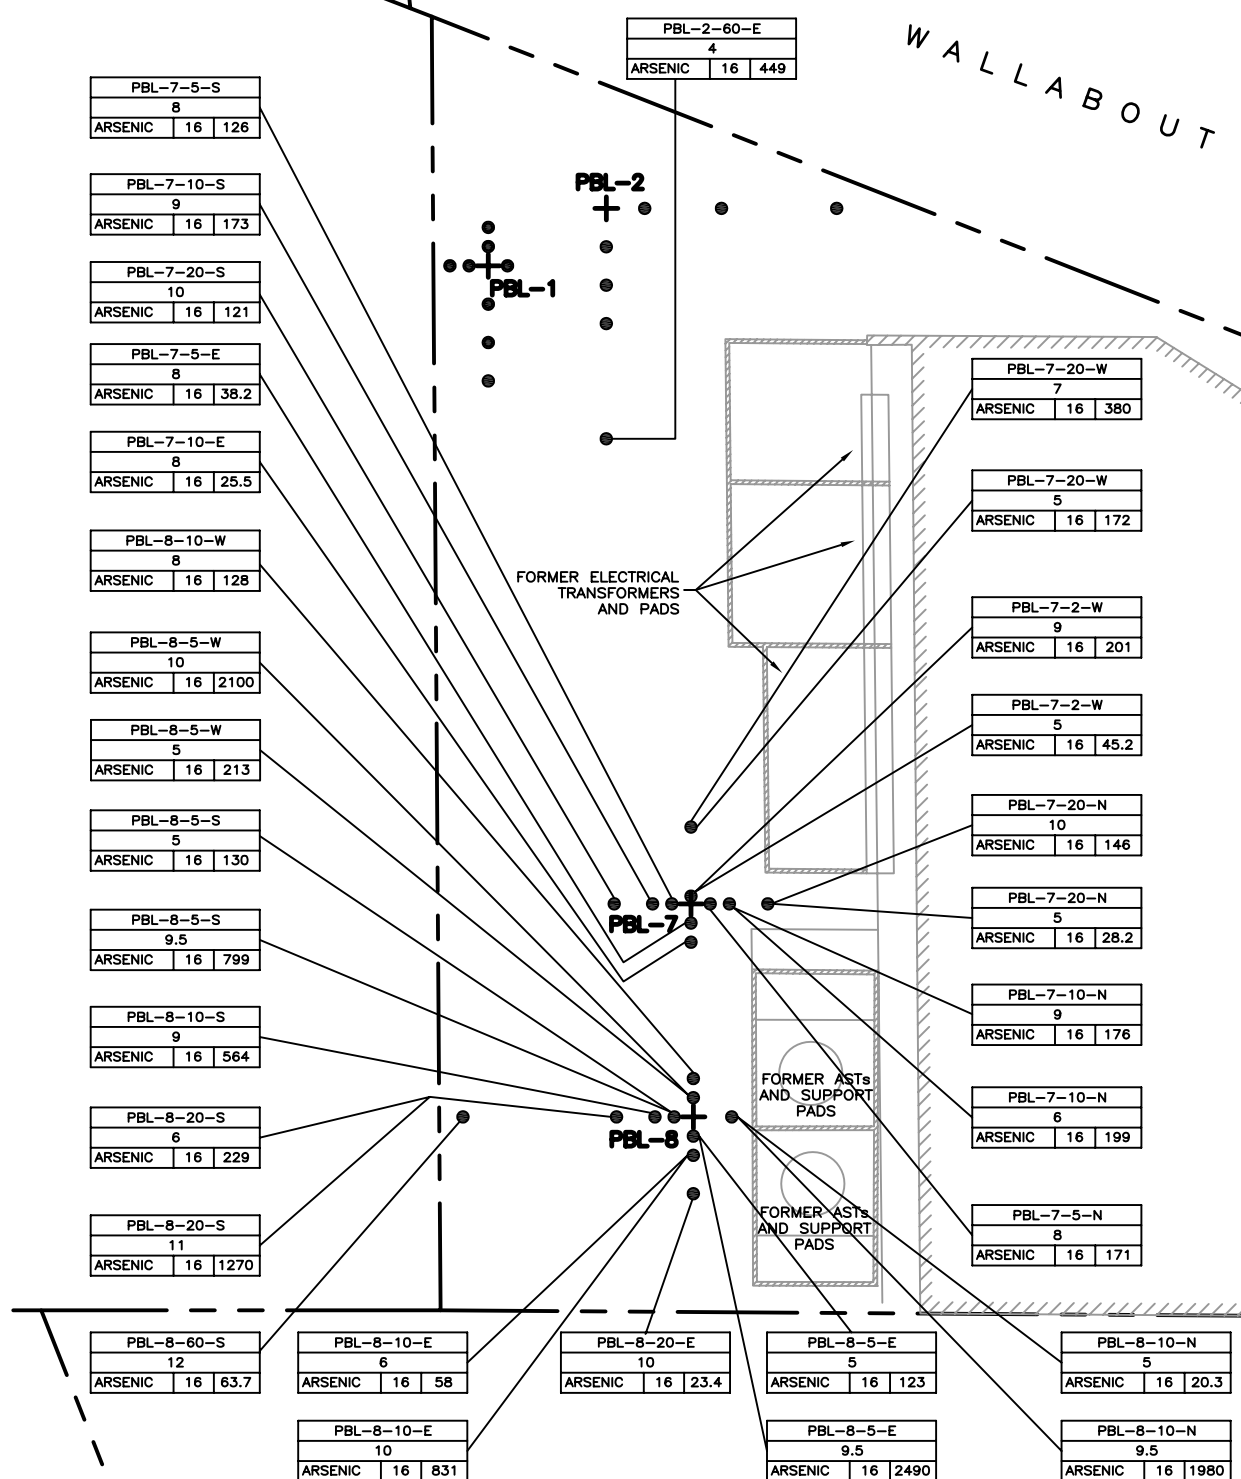 PBL-2-60-E
4
ARSENIC 16 449
WALLABOUT
PBL-7-5-S
8
ARSENIC 16 126
PBL-7-10-S
9
ARSENIC 16 173
PBL-7-20-S
10
ARSENIC 16 121
PBL-7-5-E
8
ARSENIC 16 38.2
PBL-7-10-E
8
ARSENIC 16 25.5
PBL-8-10-W
8
ARSENIC 16 128
PBL-8-5-W
10
ARSENIC 16 2100
PBL-8-5-W
5
ARSENIC 16 213
PBL-8-5-S
5
ARSENIC 16 130
PBL-8-5-S
9.5
ARSENIC 16 799
PBL-8-10-S
9
ARSENIC 16 564
PBL-8-20-S
6
ARSENIC 16 229
PBL-8-20-S
11
ARSENIC 16 1270
PBL-8-60-S
12
ARSENIC 16 63.7
PBL-2
PBL-1
FORMER ELECTRICAL
TRANSFORMERS
AND PADS
PBL-7
PBL-8
FORMER ASTs
AND SUPPORT
PADS
FORMER ASTs
AND SUPPORT
PADS
PBL-7-20-W
7
ARSENIC 16 380
PBL-7-20-W
5
ARSENIC 16 172
PBL-7-2-W
9
ARSENIC 16 201
PBL-7-2-W
5
ARSENIC 16 45.2
PBL-7-20-N
10
ARSENIC 16 146
PBL-7-20-N
5
ARSENIC 16 28.2
PBL-7-10-N
9
ARSENIC 16 176
PBL-7-10-N
6
ARSENIC 16 199
PBL-7-5-N
8
ARSENIC 16 171
PBL-8-10-E
6
ARSENIC 16 58
PBL-8-20-E
10
ARSENIC 16 23.4
PBL-8-5-E
5
ARSENIC 16 123
PBL-8-10-N
5
ARSENIC 16 20.3
PBL-8-10-E
10
ARSENIC 16 831
PBL-8-5-E
9.5
ARSENIC 16 2490
PBL-8-10-N
9.5
ARSENIC 16 1980